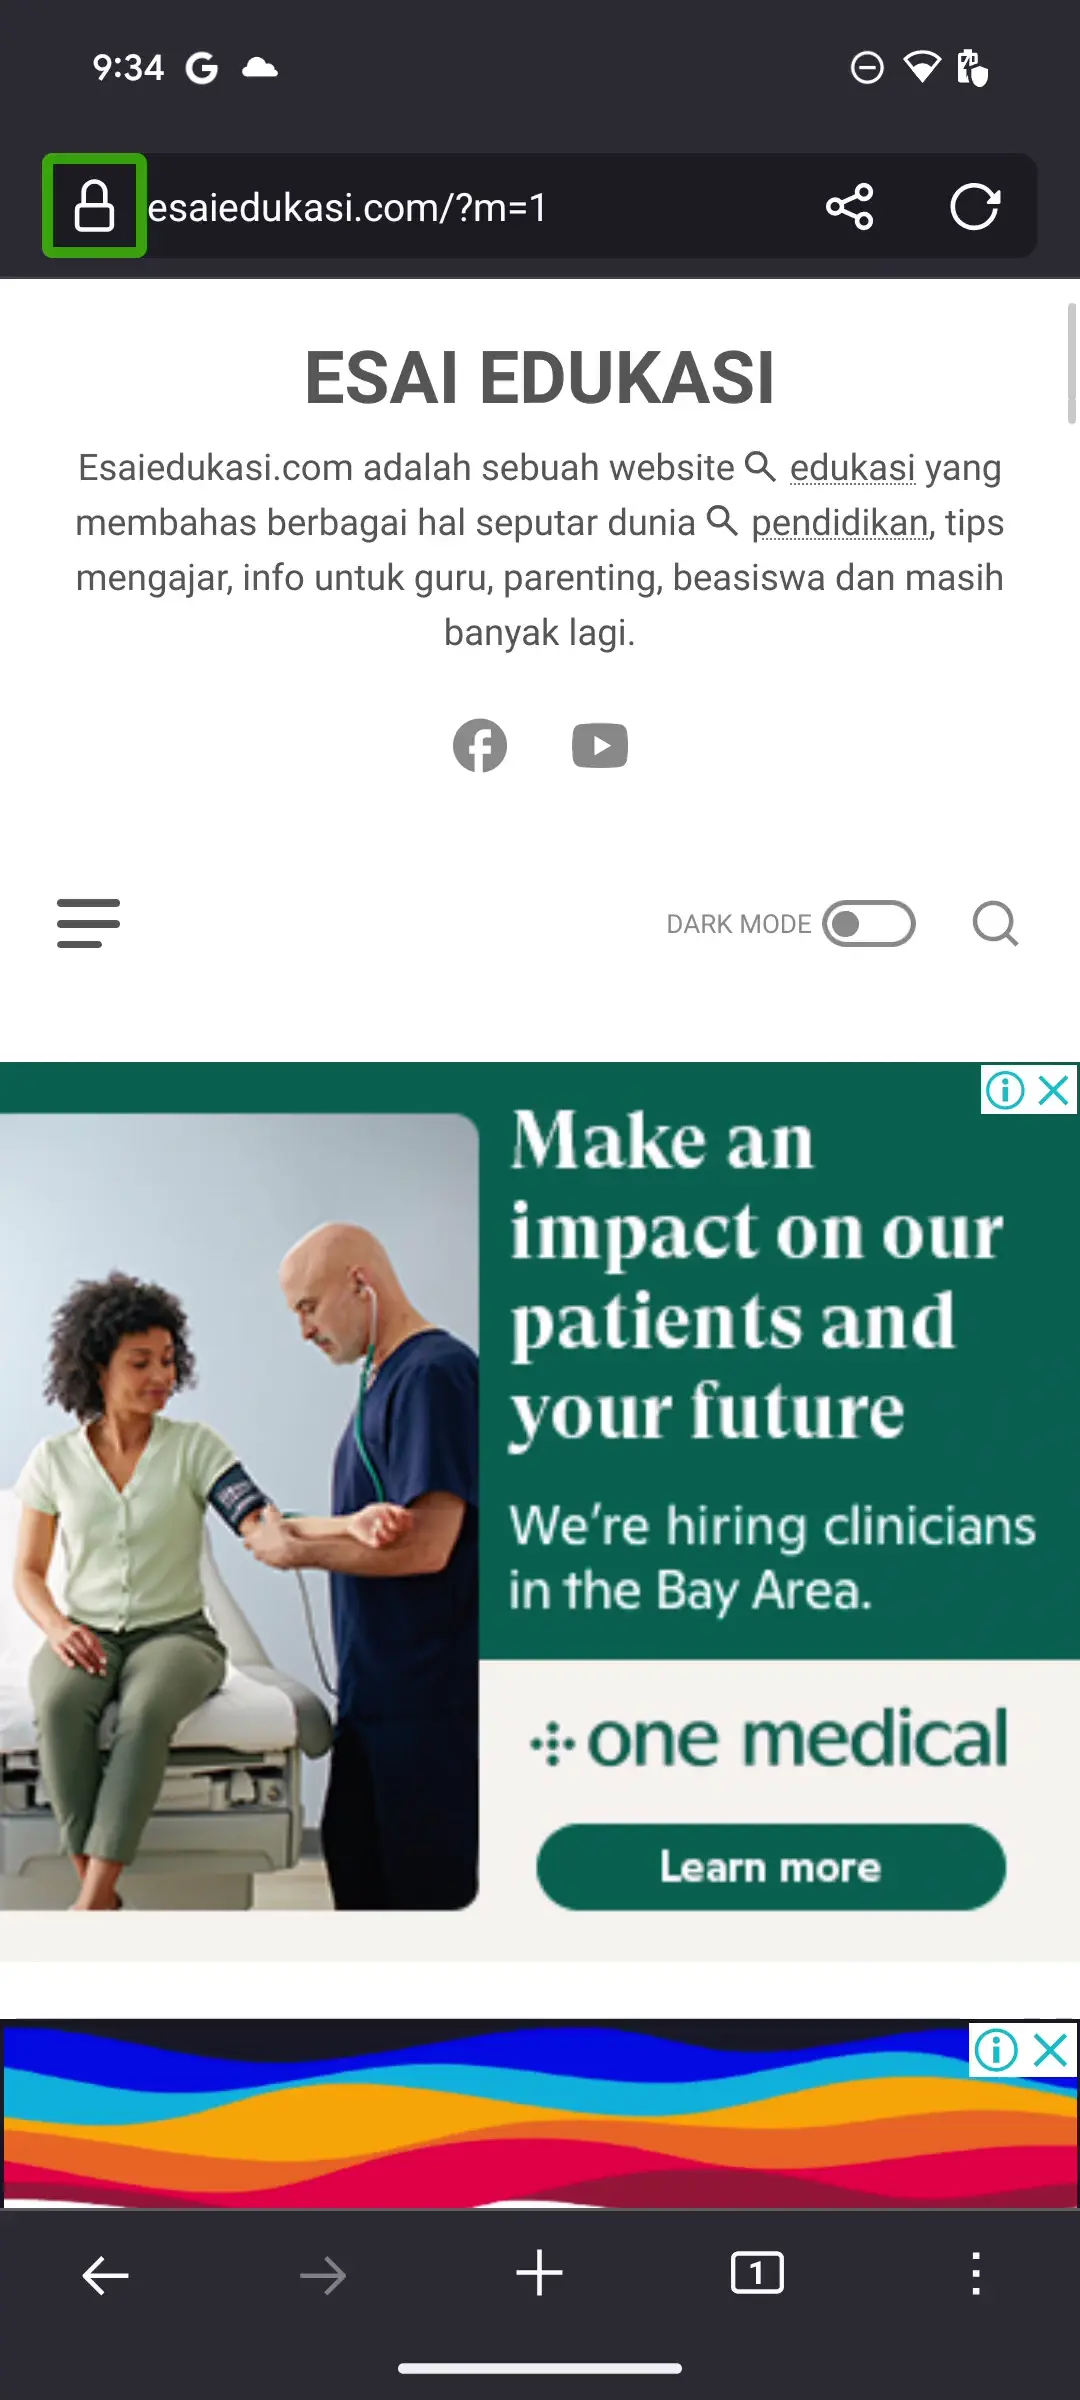 9:34
esaiedukasi.com/?m=1
ESAI EDUKASI
Esaiedukasi.com adalah sebuah website edukasi yang
membahas berbagai hal seputar dunia pendidikan, tips
mengajar, info untuk guru, parenting, beasiswa dan masih
banyak lagi.
DARK MODE
Make an
impact on our
patients and
your future
We're hiring clinicians
in the Bay Area.
one medical
Learn more
1